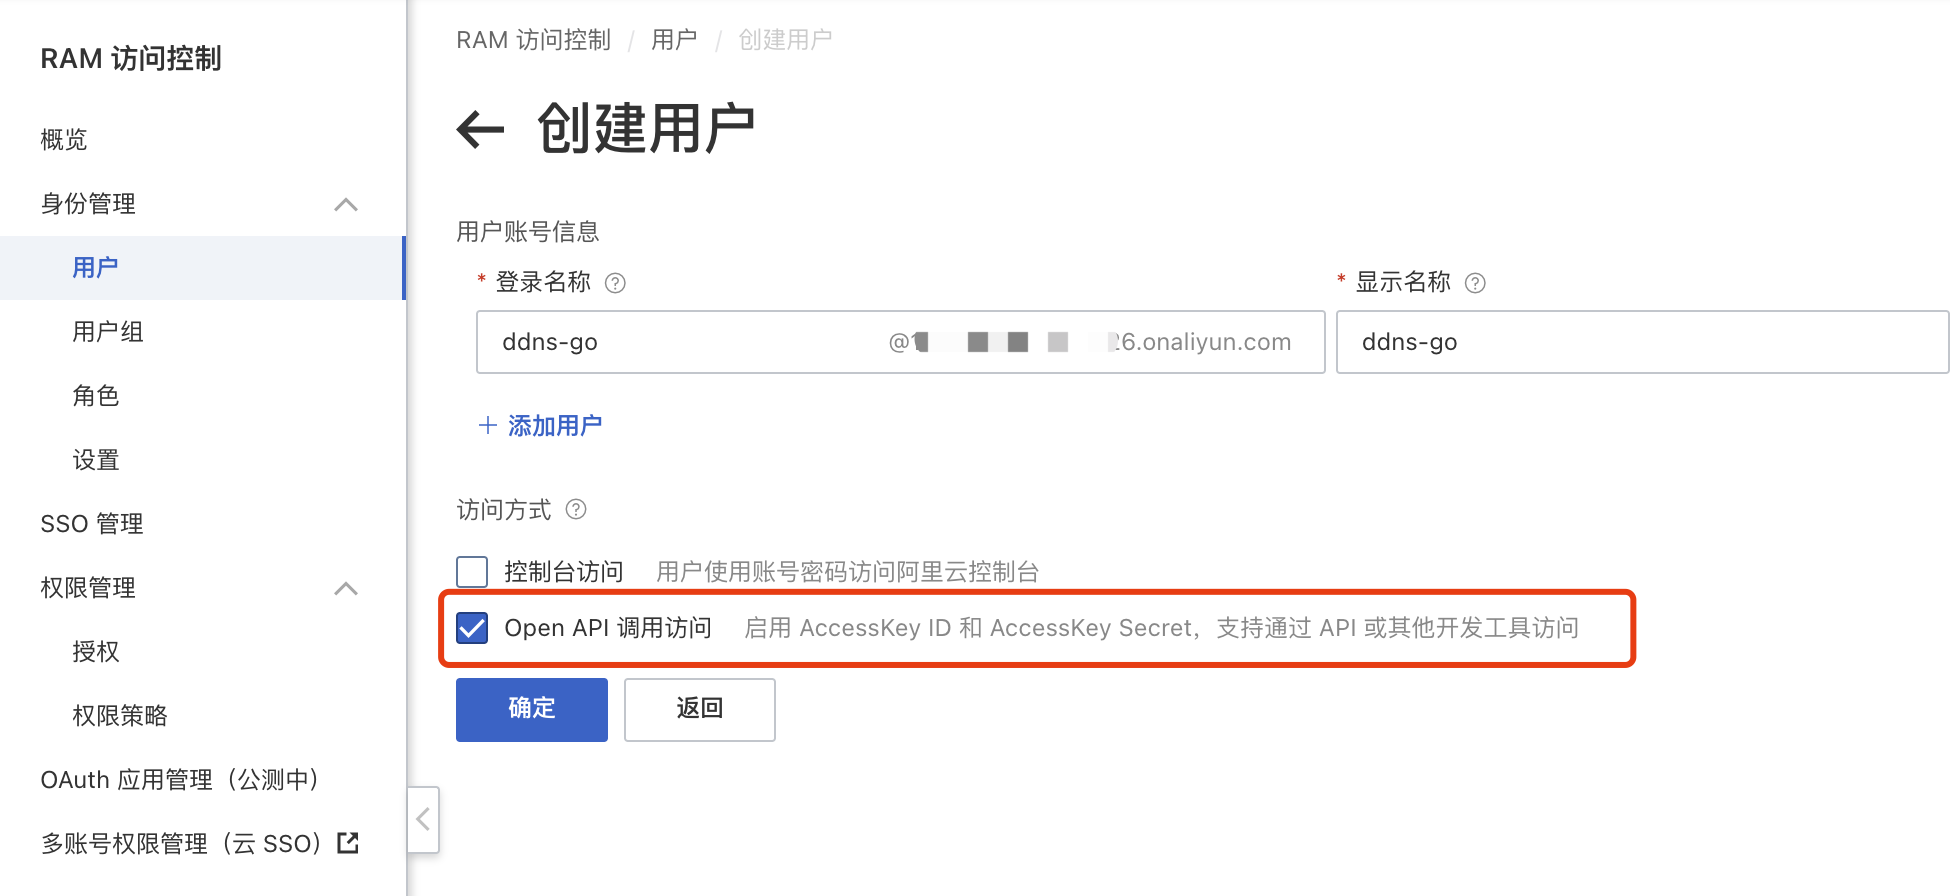 RAM 访问控制
概览
身份管理
用户
用户组
角色
设置
SSO 管理
权限管理
授权
权限策略
OAuth 应用管理（公测中）
多账号权限管理（云 SSO）
RAM 访问控制 / 用户 / 创建用户
创建用户
用户账号信息
* 登录名称
ddns-go @ 6.onaliyun.com
* 显示名称
ddns-go
添加用户
访问方式
控制台访问 用户使用账号密码访问阿里云控制台
Open API 调用访问 启用 AccessKey ID 和 AccessKey Secret，支持通过 API 或其他开发工具访问
确定 返回